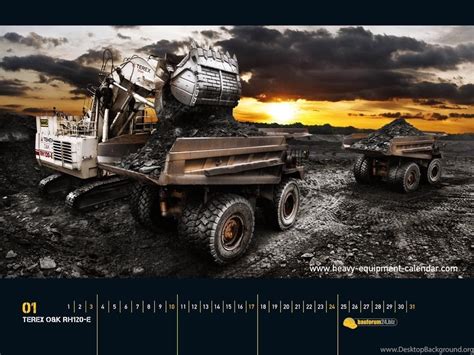 TEREX
www.heavy-equipment-calendar.com
01 1 2 3 4 5 6 7 8 9 10 11 12 13 14 15 16 17 18 19 20 21 22 23 24 25 26 27 28 29 30 31
TEREX O&K RH120-E
bauforum24.biz
www.DesktopBackground.org